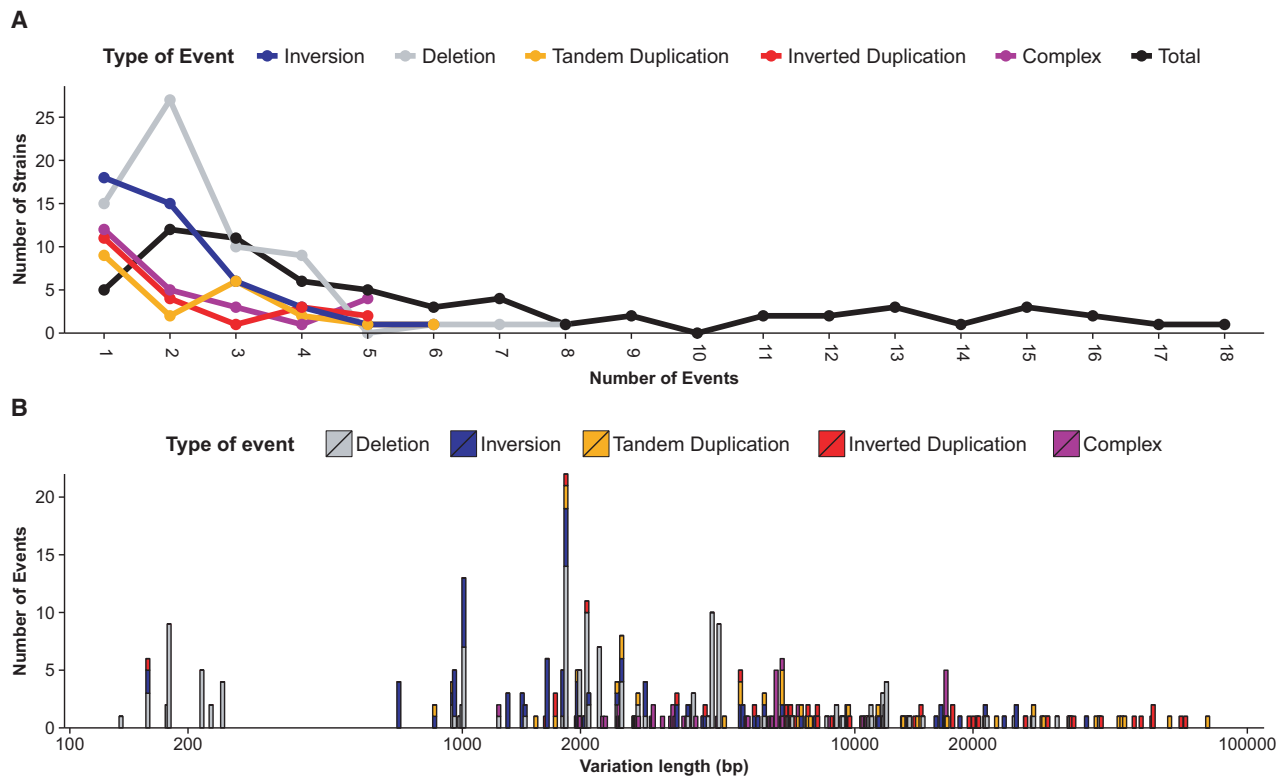 A
Type of Event Inversion Deletion Tandem Duplication Inverted Duplication Complex Total
Number of Strains
25
20
15
10
5
0
1 2 3 4 5 6 7 8 9 10 11 12 13 14 15 16 17 18
Number of Events
B
Type of event Deletion Inversion Tandem Duplication Inverted Duplication Complex
Number of Events
20
15
10
5
0
100 200 1000 2000 10000 20000 100000
Variation length (bp)